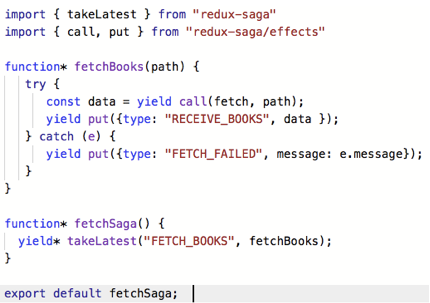 import { takeLatest } from "redux-saga"
import { call, put } from "redux-saga/effects"

function* fetchBooks(path) {
  try {
    const data = yield call(fetch, path);
    yield put({type: "RECEIVE_BOOKS", data });
  } catch (e) {
    yield put({type: "FETCH_FAILED", message: e.message});
  }
}

function* fetchSaga() {
  yield* takeLatest("FETCH_BOOKS", fetchBooks);
}

export default fetchSaga;